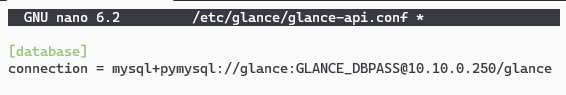 GNU nano 6.2 /etc/glance/glance-api.conf *
[database]
connection = mysql+pymysql://glance:GLANCE_DBPASS@10.10.0.250/glance